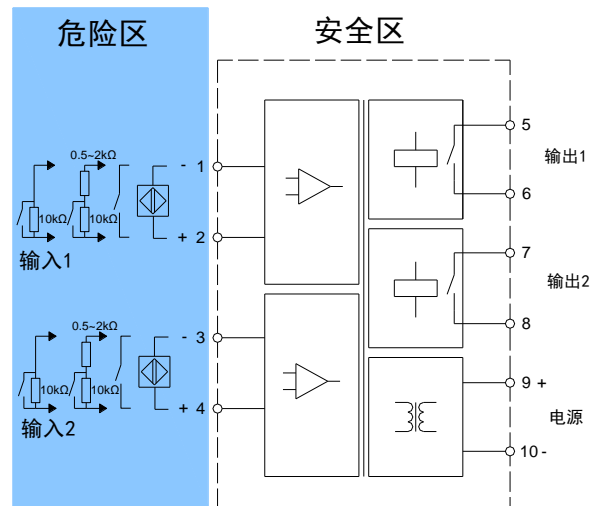 危险区
安全区
0.5~2kΩ
- 1
10kΩ
10kΩ
+ 2
输入1
0.5~2kΩ
- 3
10kΩ
10kΩ
+ 4
输入2
5
输出1
6
7
输出2
8
9 +
电源
10 -